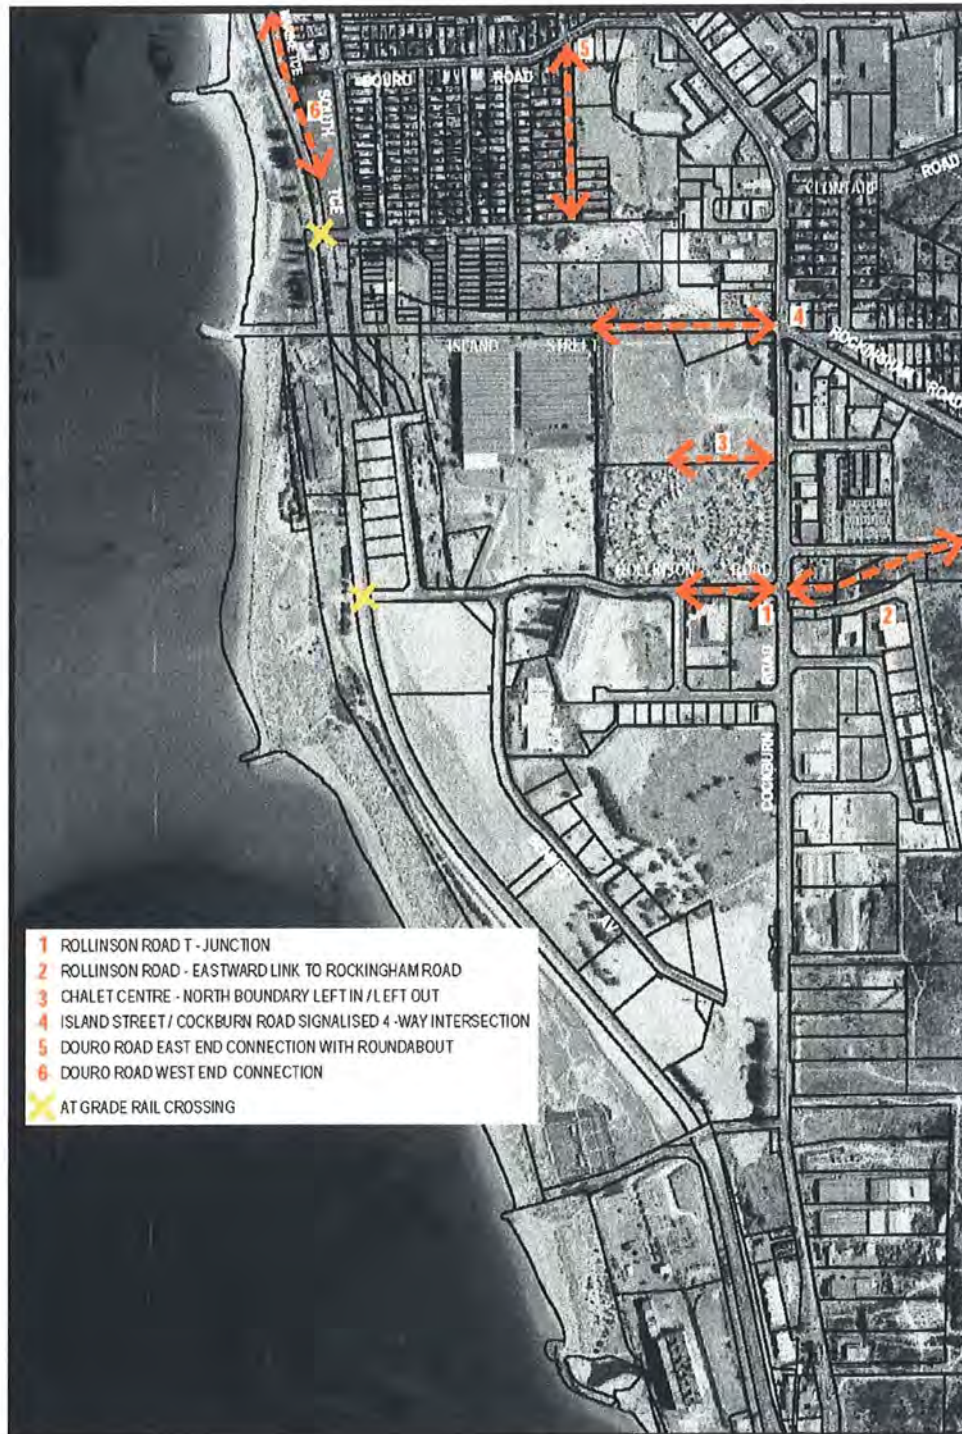 SOUTH
TCE
DOURO ROAD
5
6
CLONTARF
ROAD
4
ISLAND STREET
ROCKINGHAM ROAD
3
ROLLINSON ROAD
1
2
COCKBURN ROAD
1 ROLLINSON ROAD T - JUNCTION
2 ROLLINSON ROAD - EASTWARD LINK TO ROCKINGHAM ROAD
3 CHALET CENTRE - NORTH BOUNDARY LEFT IN / LEFT OUT
4 ISLAND STREET / COCKBURN ROAD SIGNALISED 4 -WAY INTERSECTION
5 DOURO ROAD EAST END CONNECTION WITH ROUNDABOUT
6 DOURO ROAD WEST END CONNECTION
AT GRADE RAIL CROSSING